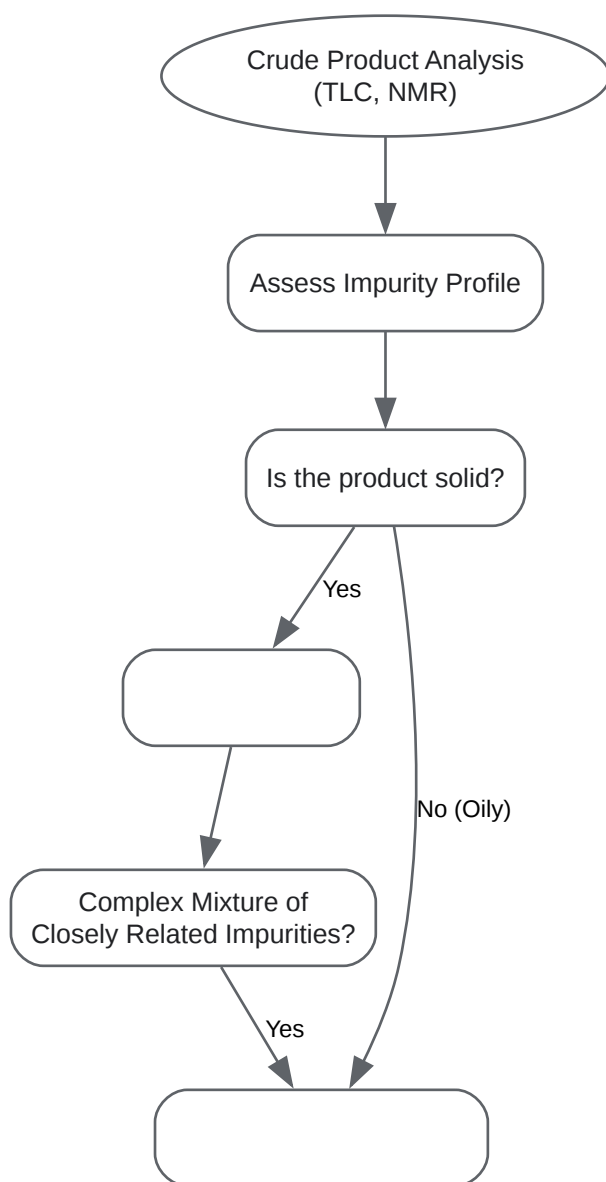 Crude Product Analysis
(TLC, NMR)
Assess Impurity Profile
Is the product solid?
Yes
No (Oily)
Complex Mixture of
Closely Related Impurities?
Yes